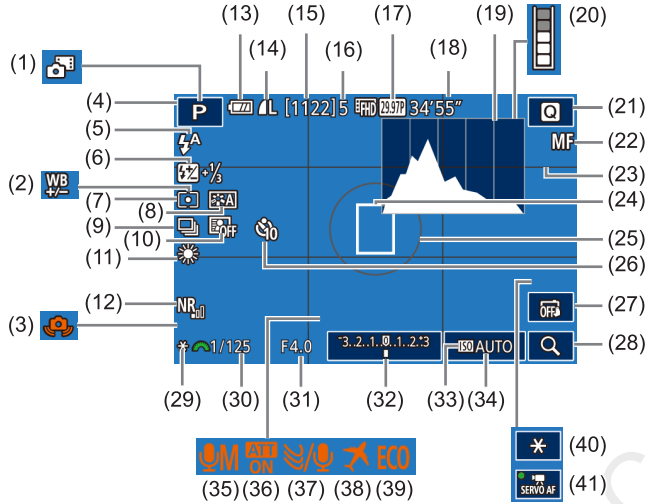 (13) (15) (17) (19) (20)
(14) (16) (18)
(1)
(4) P L [1122]5 FHD 29.97P 34'55" Q (21)
(5) A MF (22)
(6) +1/3 (23)
(2) WB +/-
(7) (24)
(8) A
(9) (10) OFF 10 (25)
(26)
(11)
(12) NR OFF (27)
(3)
*1/125 F4.0 -3..2..1..0..1..2..+3 ISO AUTO (28)
(29) (30) (31) (32) (33)(34)
M ATT ON / ECO * (40)
(35) (36) (37) (38) (39) SERVO AF (41)